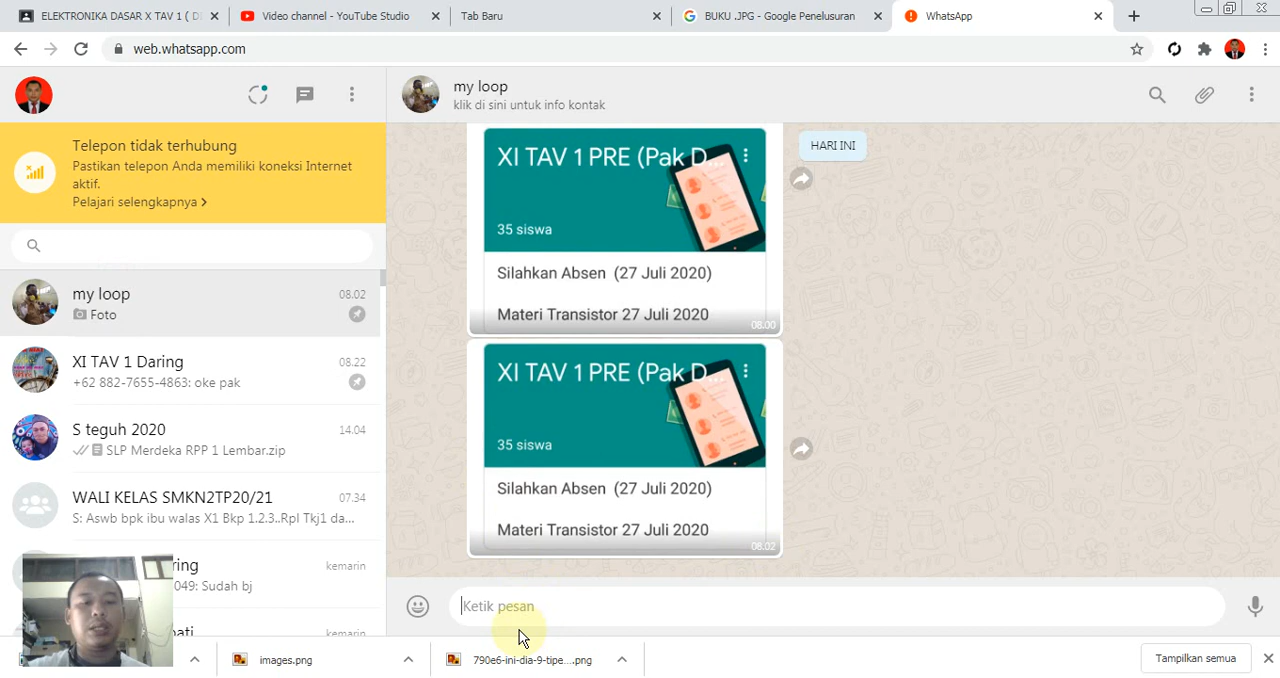 ELEKTRONIKA DASAR X TAV 1 ( D
Video channel - YouTube Studio
Tab Baru
BUKU .JPG - Google Penelusuran
WhatsApp
web.whatsapp.com
my loop
klik di sini untuk info kontak
Telepon tidak terhubung
Pastikan telepon Anda memiliki koneksi Internet
aktif.
Pelajari selengkapnya
my loop
08.02
Foto
XI TAV 1 Daring
08.22
+62 882-7655-4863: oke pak
S teguh 2020
14.04
SLP Merdeka RPP 1 Lembar.zip
WALI KELAS SMKN2TP20/21
07.34
S: Aswb bpk ibu walas X1 Bkp 1.2.3..Rpl Tkj1 da...
ring
kemarin
049: Sudah bj
kemarin
HARI INI
XI TAV 1 PRE (Pak D...
35 siswa
Silahkan Absen (27 Juli 2020)
Materi Transistor 27 Juli 2020
08.00
XI TAV 1 PRE (Pak D...
35 siswa
Silahkan Absen (27 Juli 2020)
Materi Transistor 27 Juli 2020
08.02
Ketik pesan
images.png
790e6-ini-dia-9-tipe....png
Tampilkan semua